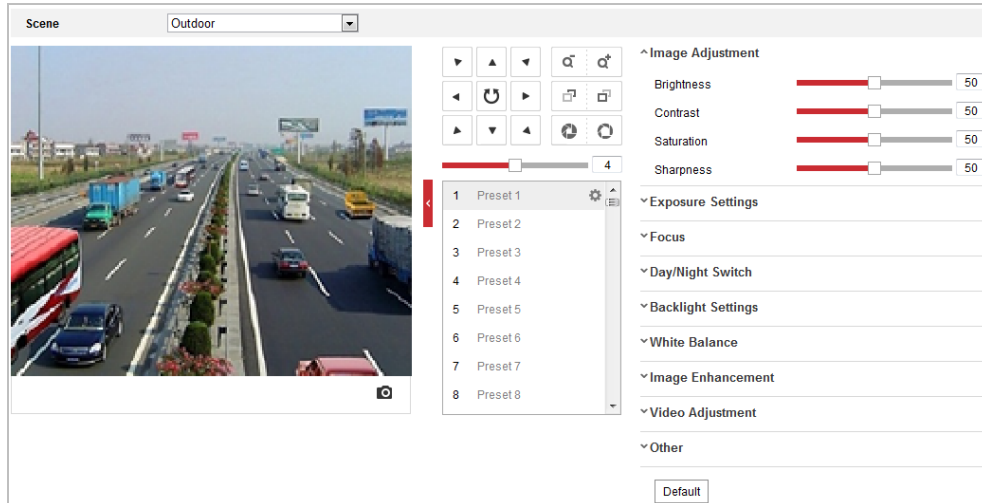 Scene Outdoor
4
1 Preset 1
2 Preset 2
3 Preset 3
4 Preset 4
5 Preset 5
6 Preset 6
7 Preset 7
8 Preset 8
Image Adjustment
Brightness 50
Contrast 50
Saturation 50
Sharpness 50
Exposure Settings
Focus
Day/Night Switch
Backlight Settings
White Balance
Image Enhancement
Video Adjustment
Other
Default